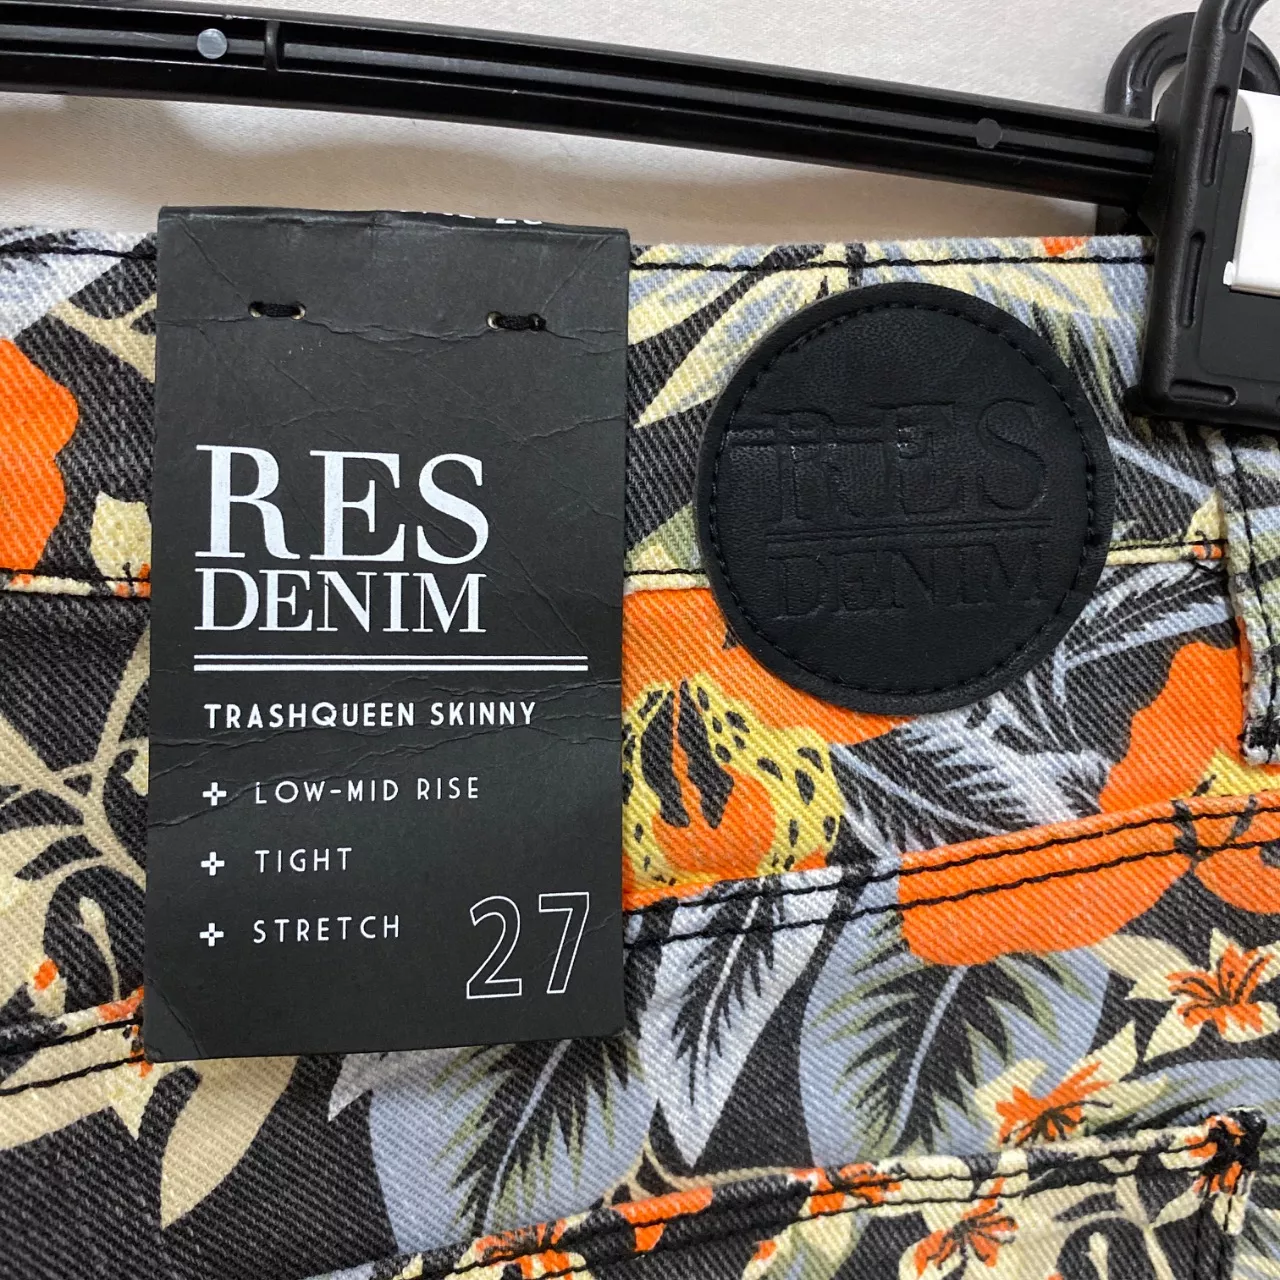 RES
DENIM
TRASHQUEEN SKINNY
LOW-MID RISE
TIGHT
STRETCH
27
RES
DENIM